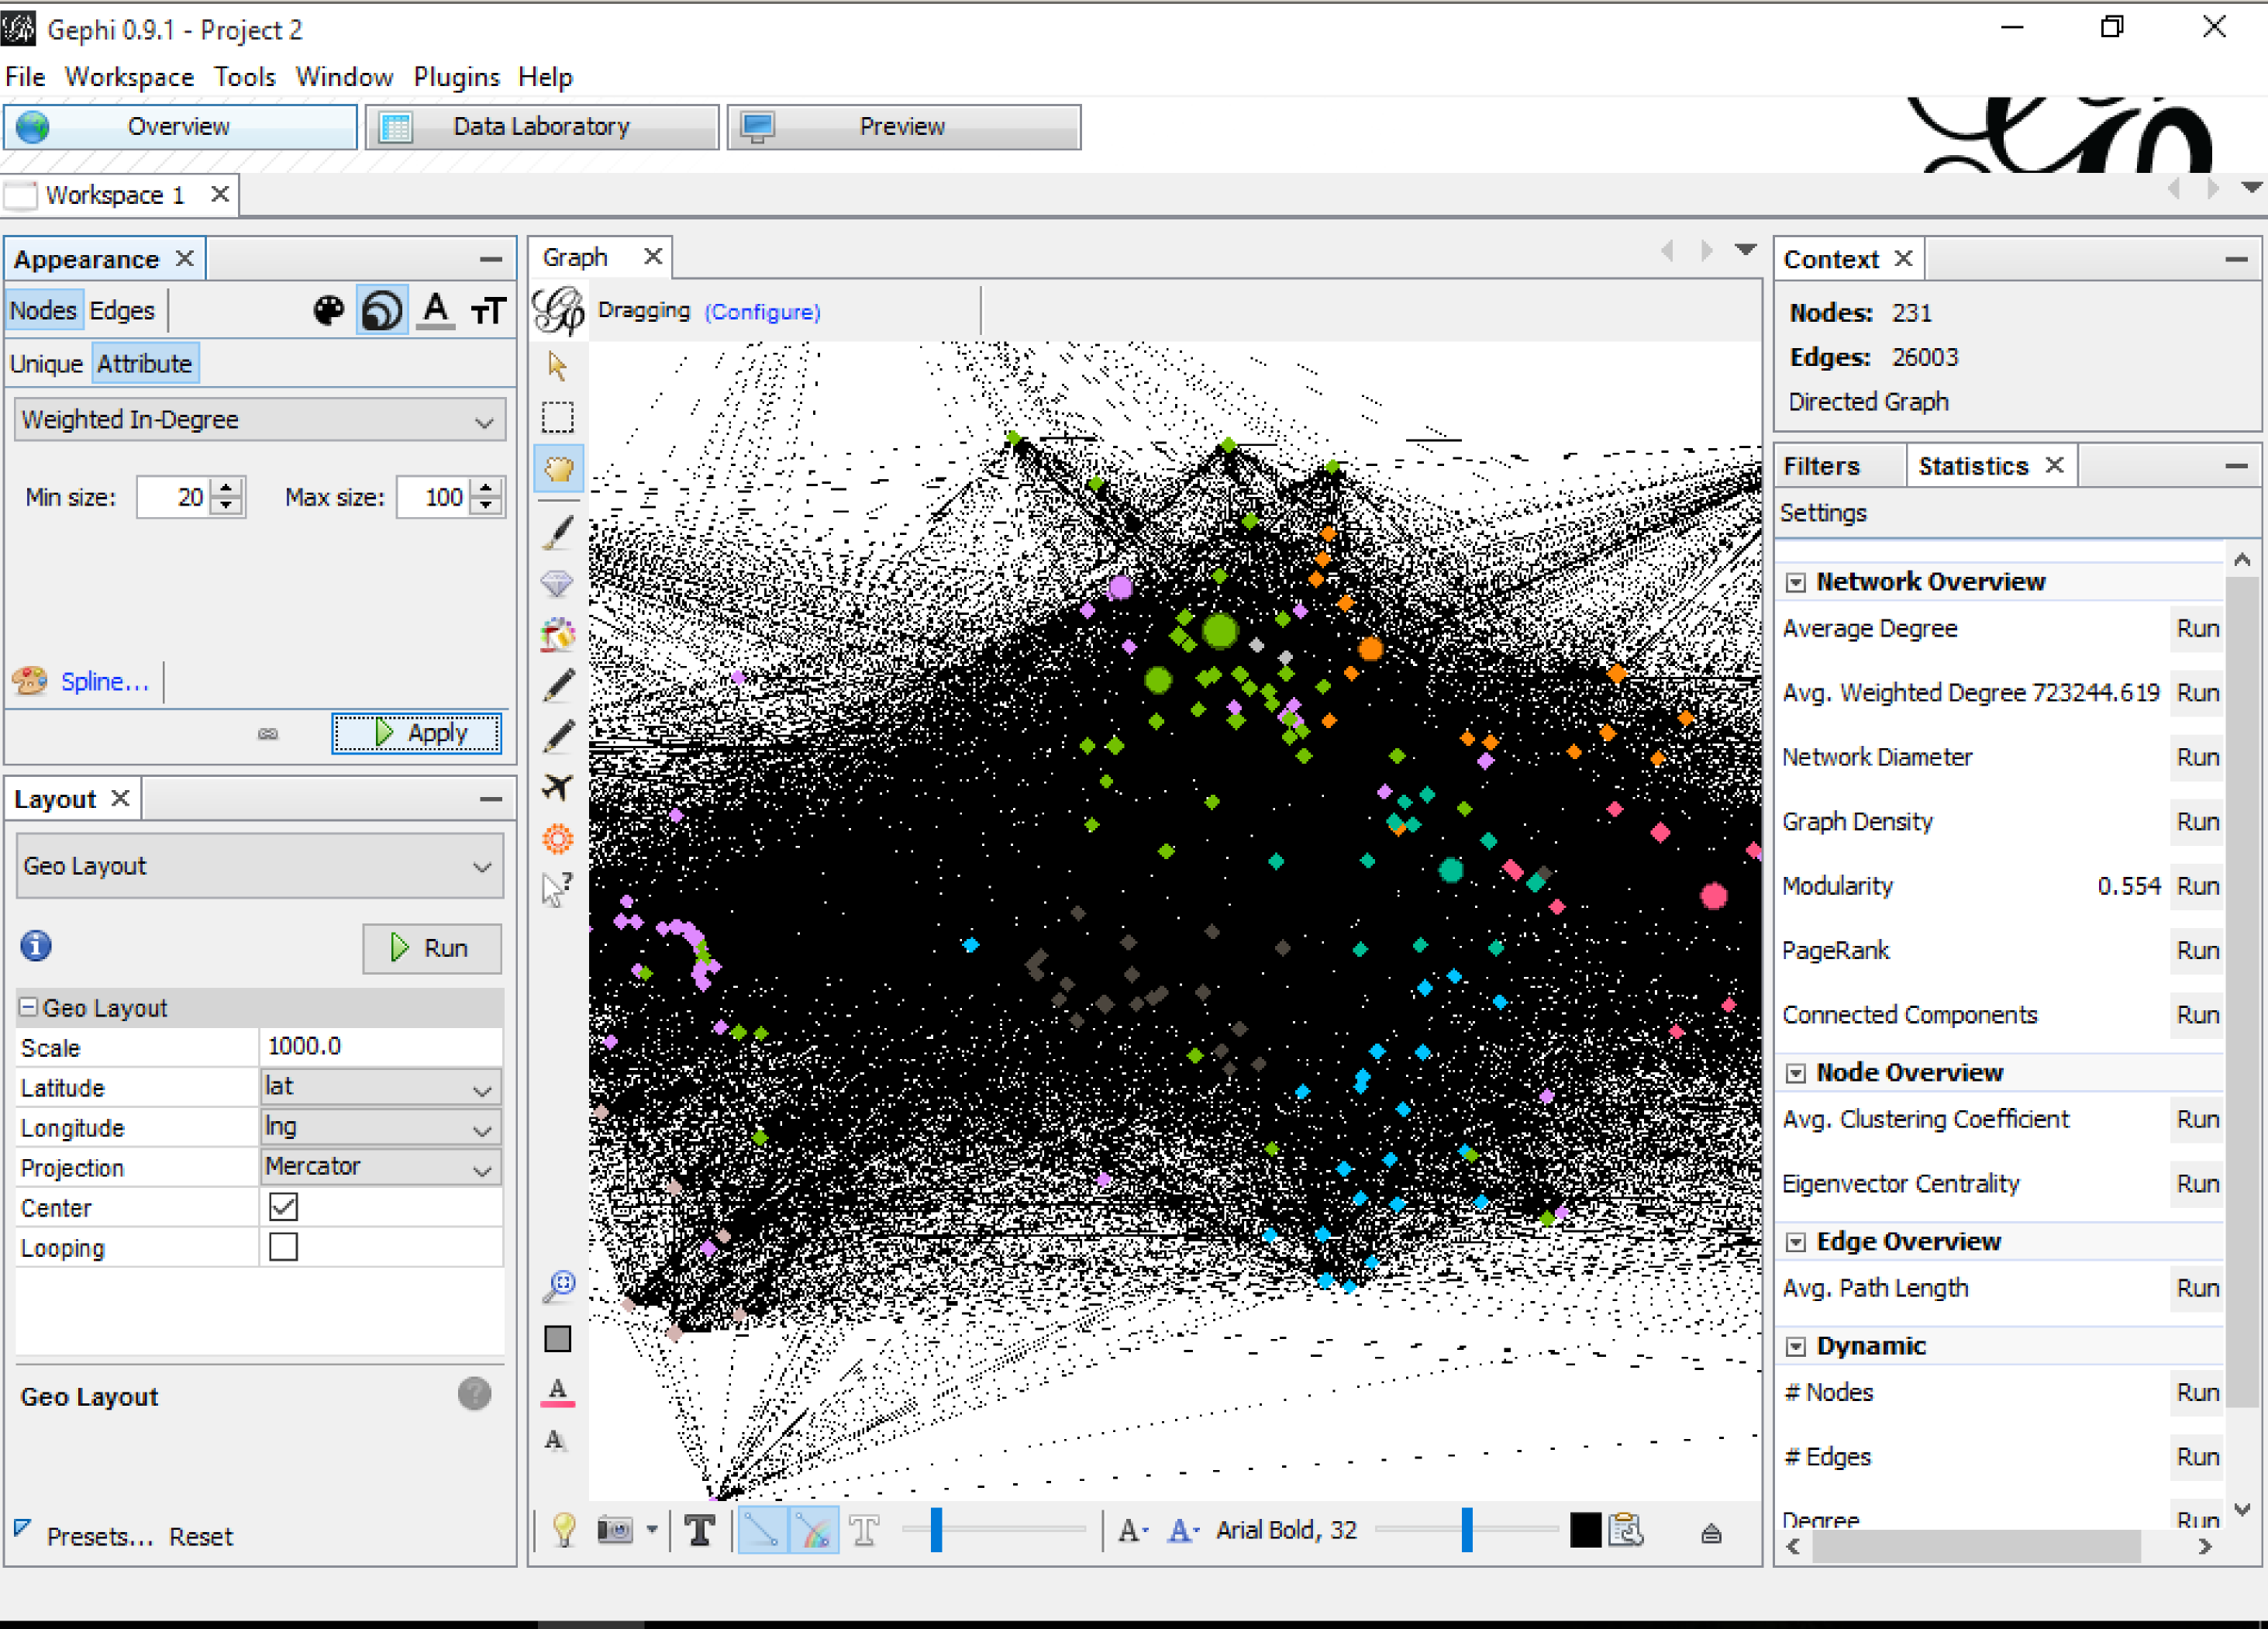 Gephi 0.9.1 - Project 2
File Workspace Tools Window Plugins Help
Overview
Data Laboratory
Preview
Workspace 1
Appearance
Nodes Edges
Unique Attribute
Weighted In-Degree
Min size: 20 Max size: 100
Spline...
Apply
Layout
Geo Layout
Run
Geo Layout
Scale 1000.0
Latitude lat
Longitude lng
Projection Mercator
Center
Looping
Geo Layout
Presets... Reset
Graph
Dragging (Configure)
Arial Bold, 32
Context
Nodes: 231
Edges: 26003
Directed Graph
Filters Statistics
Settings
Network Overview
Average Degree Run
Avg. Weighted Degree 723244.619 Run
Network Diameter Run
Graph Density Run
Modularity 0.554 Run
PageRank Run
Connected Components Run
Node Overview
Avg. Clustering Coefficient Run
Eigenvector Centrality Run
Edge Overview
Avg. Path Length Run
Dynamic
# Nodes Run
# Edges Run
Degree Run